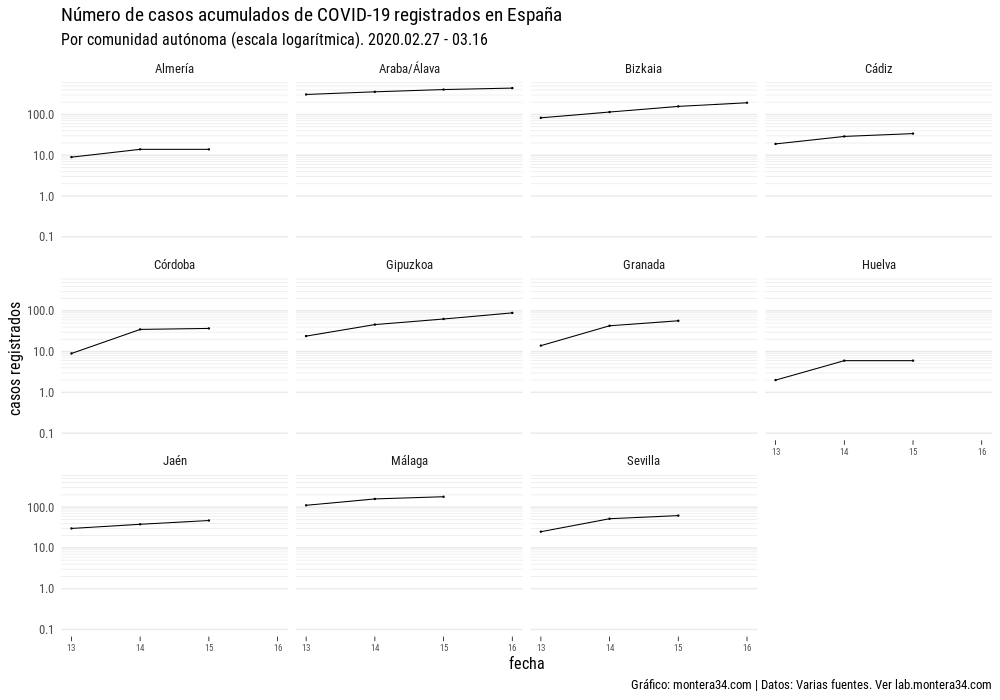 Número de casos acumulados de COVID-19 registrados en España
Por comunidad autónoma (escala logarítmica). 2020.02.27 - 03.16
Almería Araba/Álava Bizkaia Cádiz
100.0
10.0
1.0
0.1
Córdoba Gipuzkoa Granada Huelva
100.0
10.0
1.0
0.1
13 14 15 16
casos registrados
Jaén Málaga Sevilla
100.0
10.0
1.0
0.1
13 14 15 16 13 14 15 16 13 14 15 16
fecha
Gráfico: montera34.com | Datos: Varias fuentes. Ver lab.montera34.com